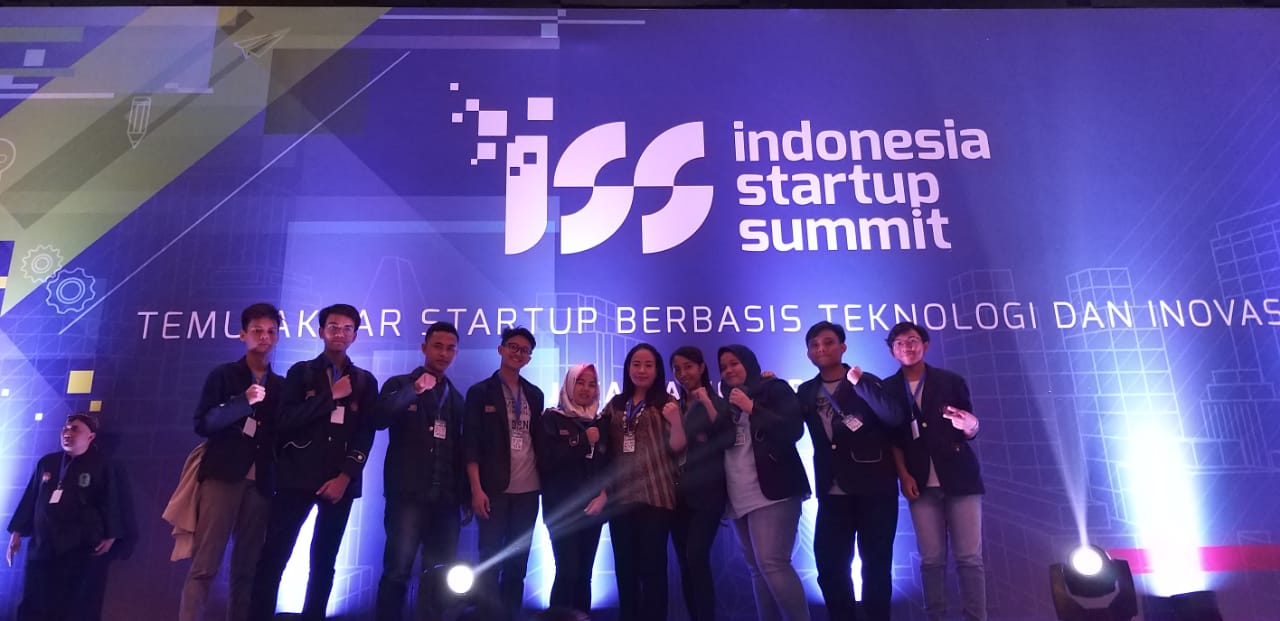 iss
indonesia
startup
summit
TEMU AKBAR STARTUP BERBASIS TEKNOLOGI DAN INOVAS